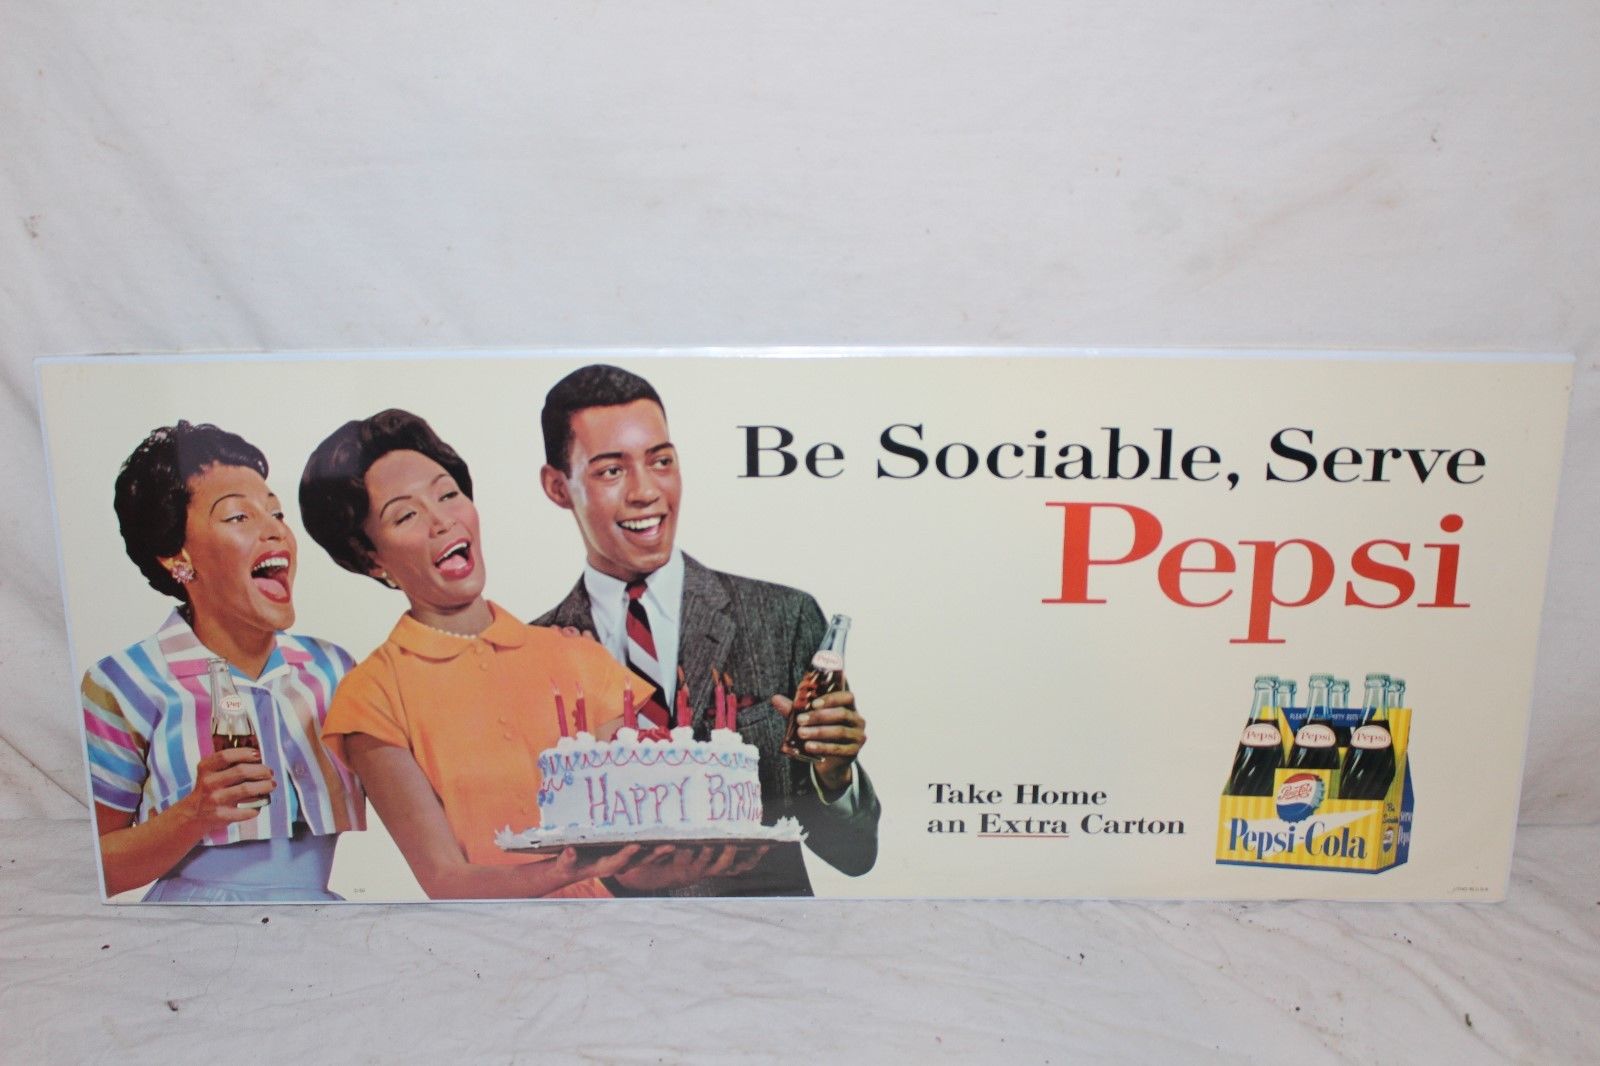 Be Sociable, Serve
Pepsi
Pepsi
HAPPY BIRTH
Take Home
an Extra Carton
Pepsi
Pepsi
Pepsi
Pepsi-Cola
Pepsi-Cola